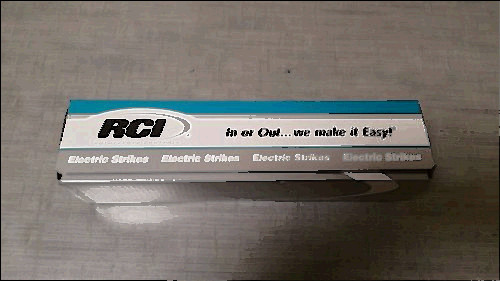 RCI In or Out... we make it Easy!
Electric Strikes Electric Strikes Electric Strikes Electric Strikes